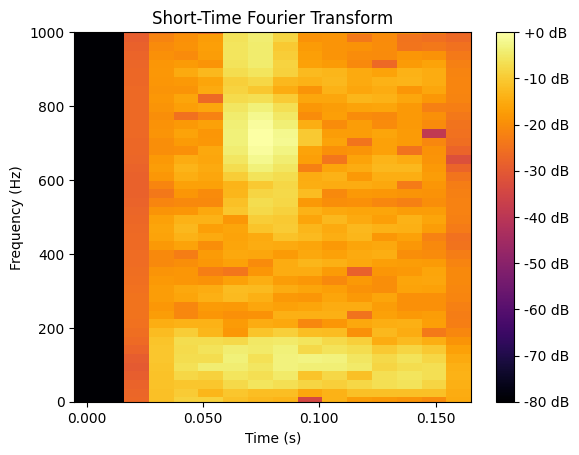 Short-Time Fourier Transform
1000
800
600
400
200
0
Frequency (Hz)
0.000
0.050
0.100
0.150
Time (s)
+0 dB
-10 dB
-20 dB
-30 dB
-40 dB
-50 dB
-60 dB
-70 dB
-80 dB